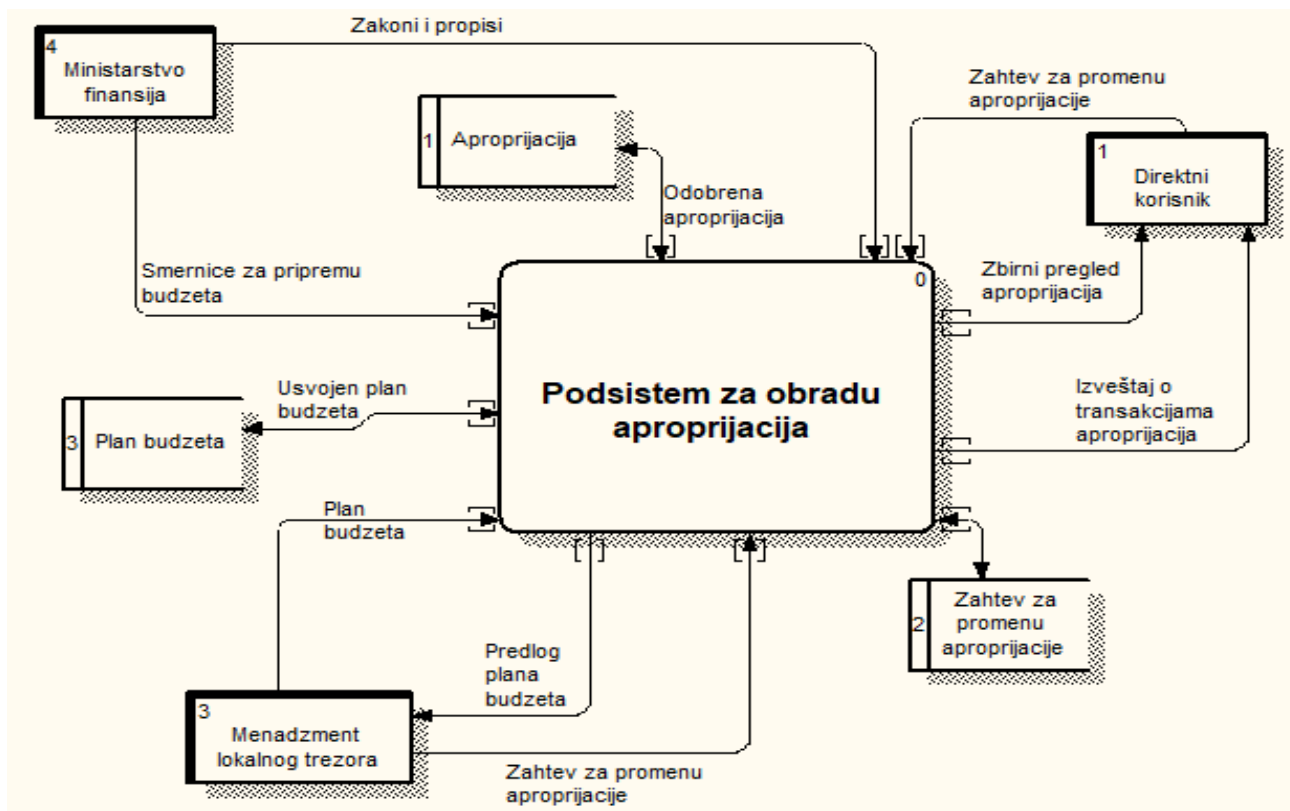 Zakoni i propisi
4
Ministarstvo
finansija
Zahtev za promenu
aproprijacije
1
Aproprijacija
1
Direktni
korisnik
Odobrena
aproprijacija
Smernice za pripremu
budzeta
0
Zbirni pregled
aproprijacija
Podsistem za obradu
aproprijacija
Usvojen plan
budzeta
3
Plan budzeta
Izveštaj o
transakcijama
aproprijacija
Plan
budzeta
2
Zahtev za
promenu
aproprijacije
Predlog
plana
budzeta
3
Menadzment
lokalnog trezora
Zahtev za promenu
aproprijacije